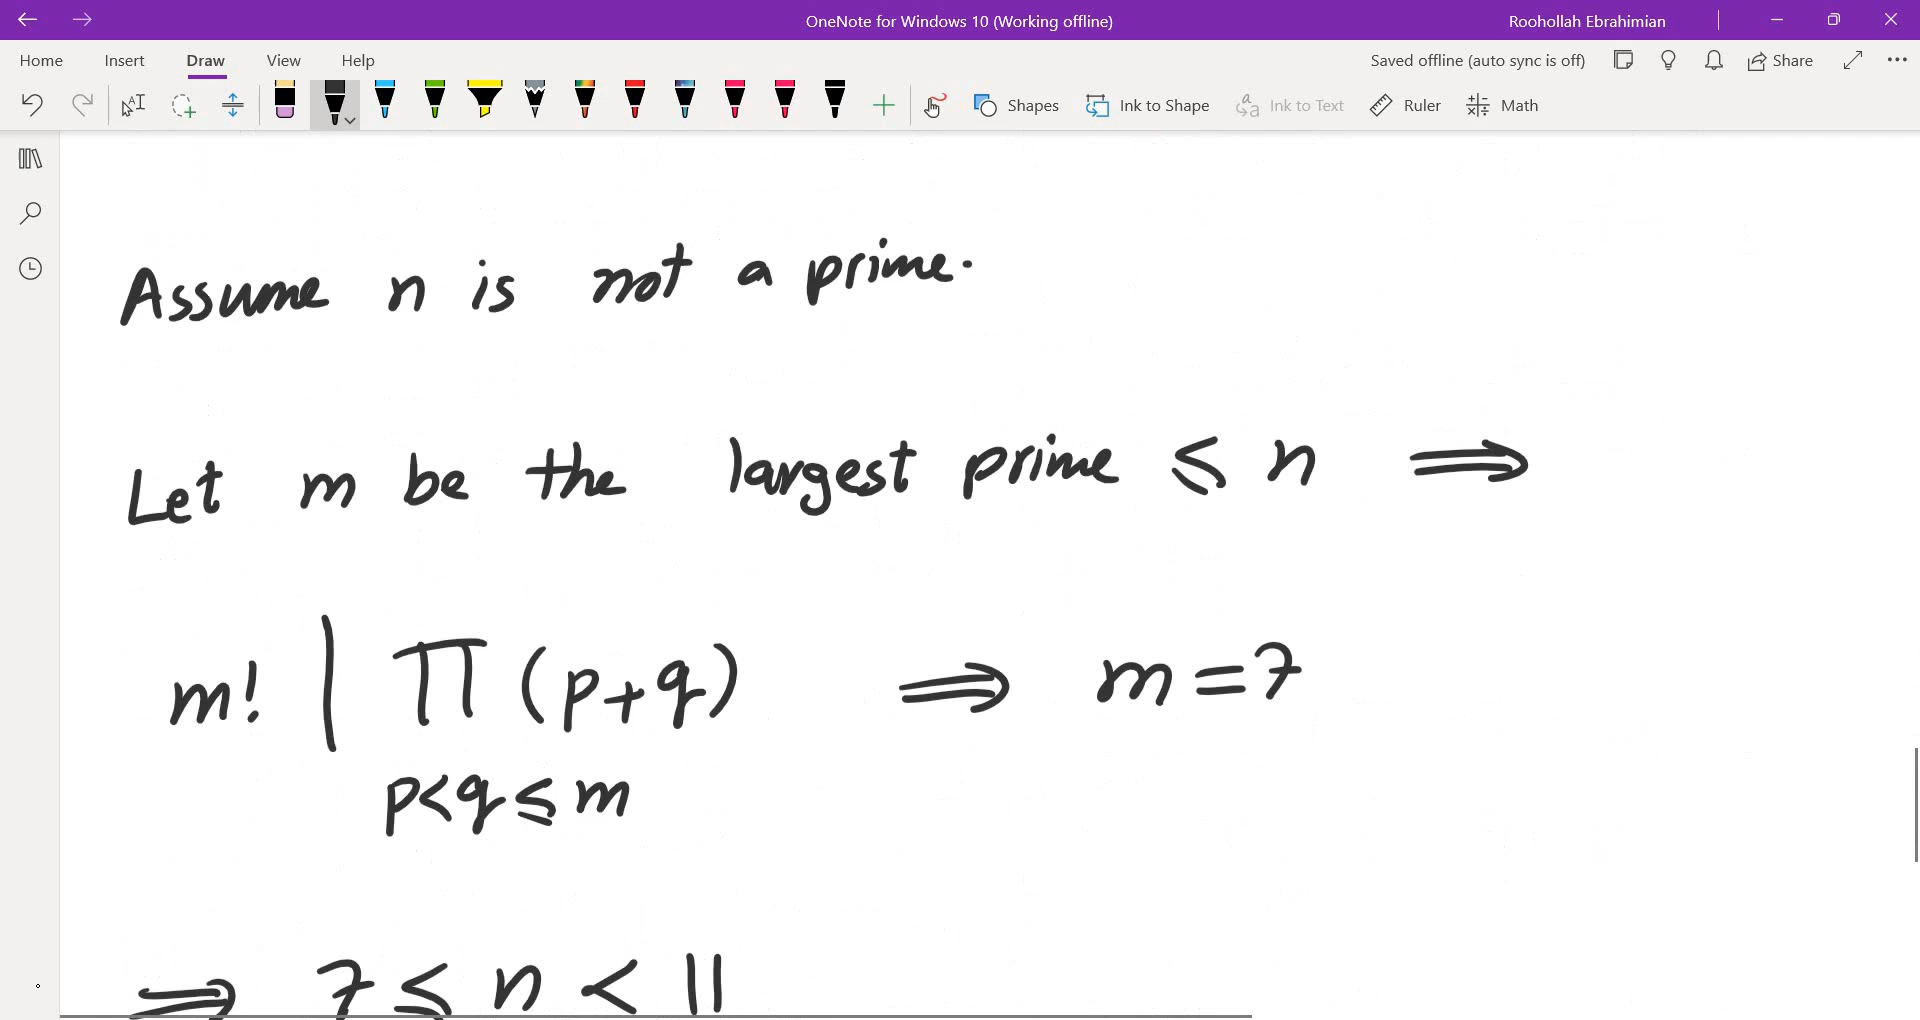 OneNote for Windows 10 (Working offline)
Roohollah Ebrahimian
Home Insert Draw View Help
Saved offline (auto sync is off) Share
Shapes Ink to Shape Ink to Text Ruler Math
Assume n is not a prime.
Let m be the largest prime ≤ n ⟹
m! | ∏ (p+q) ⟹ m=7
p<q≤m
⟹ 7 ≤ n < 11